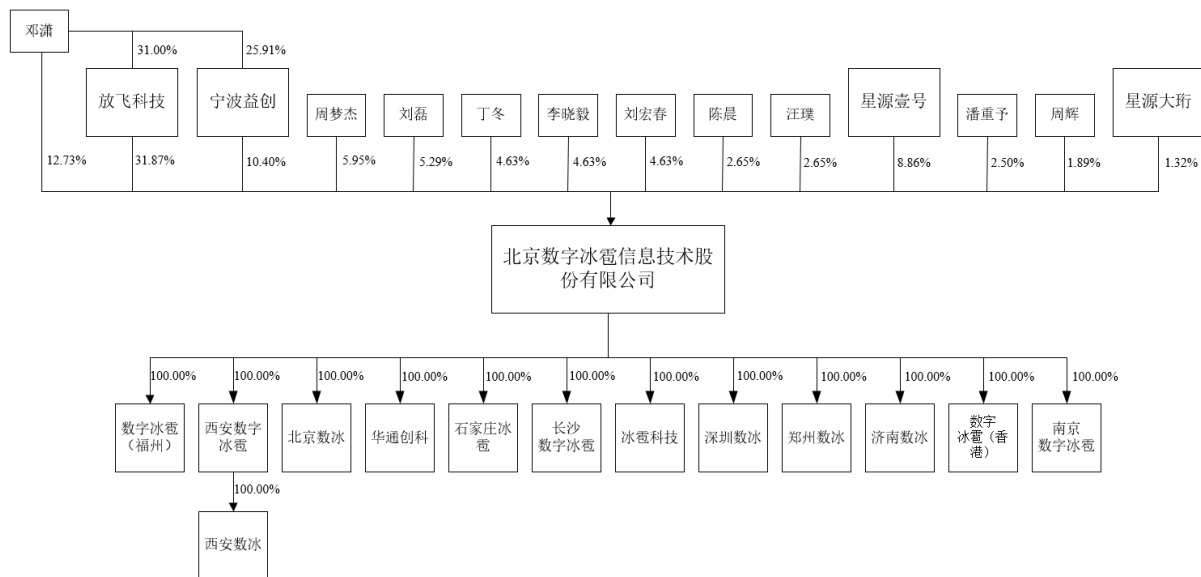 邓潇
31.00%
25.91%
放飞科技
宁波益创
周梦杰
刘磊
丁冬
李晓毅
刘宏春
陈晨
汪璞
星源壹号
潘重予
周辉
星源大珩
12.73%
31.87%
10.40%
5.95%
5.29%
4.63%
4.63%
4.63%
2.65%
2.65%
8.86%
2.50%
1.89%
1.32%
北京数字冰雹信息技术股
份有限公司
100.00%
100.00%
100.00%
100.00%
100.00%
100.00%
100.00%
100.00%
100.00%
100.00%
100.00%
100.00%
数字冰雹
（福州）
西安数字
冰雹
北京数冰
华通创科
石家庄冰
雹
长沙
数字冰雹
冰雹科技
深圳数冰
郑州数冰
济南数冰
数字
冰雹（香
港）
南京
数字冰雹
100.00%
西安数冰